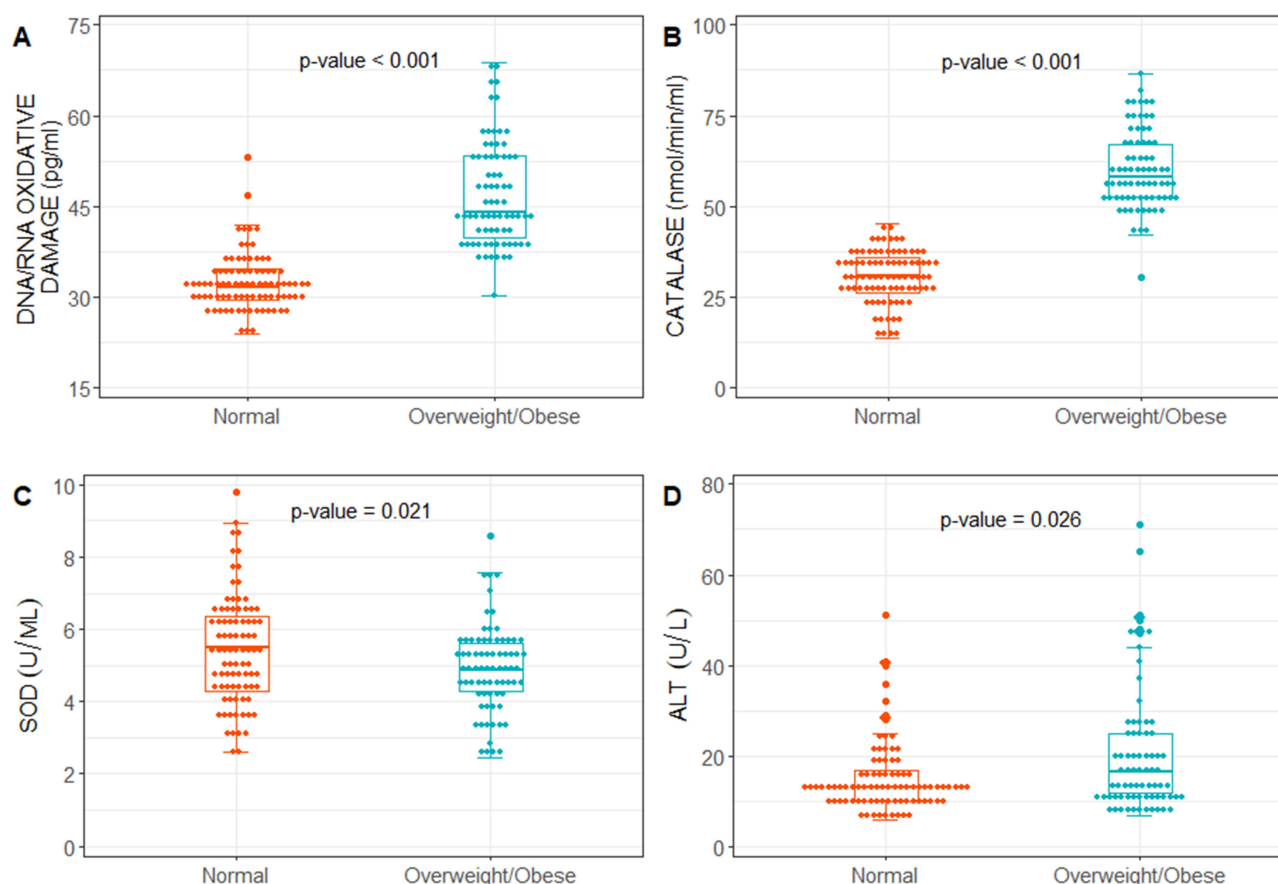 A
DNA/RNA OXIDATIVE
DAMAGE (pg/ml)
75
60
45
30
15
p-value < 0.001
Normal
Overweight/Obese
B
CATALASE (nmol/min/ml)
100
75
50
25
0
p-value < 0.001
Normal
Overweight/Obese
C
SOD (U/ML)
10
8
6
4
2
0
p-value = 0.021
Normal
Overweight/Obese
D
ALT (U/L)
80
60
40
20
0
p-value = 0.026
Normal
Overweight/Obese